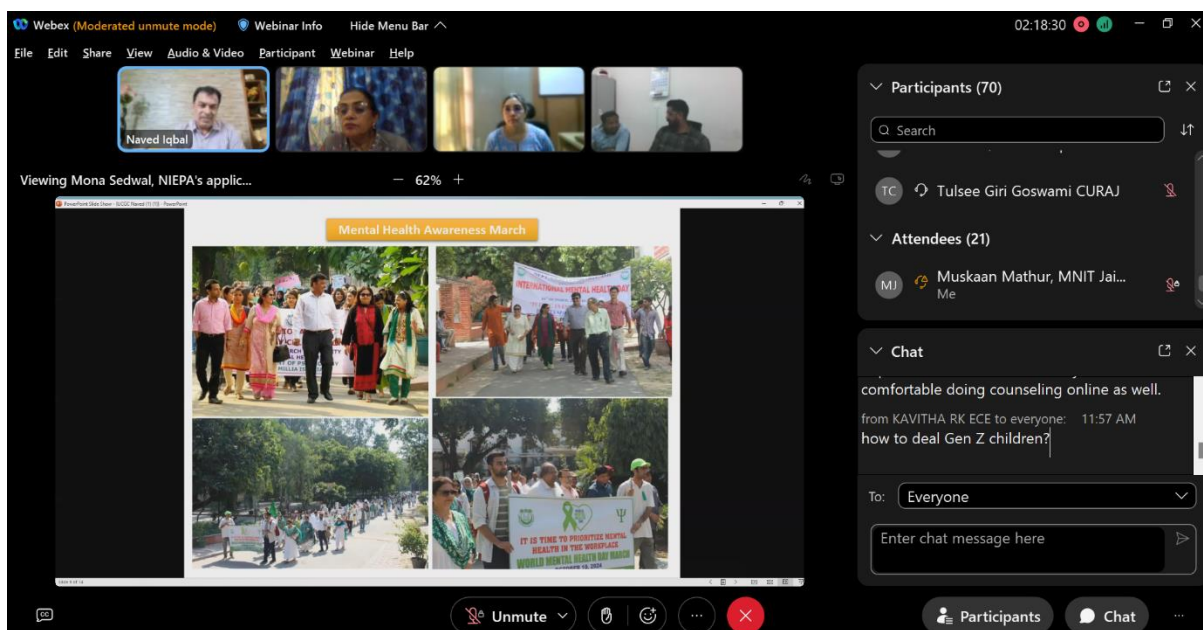 Webex (Moderated unmute mode) Webinar Info Hide Menu Bar
02:18:30
File Edit Share View Audio & Video Participant Webinar Help
Naved Iqbal
Viewing Mona Sedwal, NIEPA's applic... — 62% +
Mental Health Awareness March
INTERNATIONAL MENTAL HEALTH DAY
IT IS TIME TO PRIORITIZE MENTAL
HEALTH IN THE WORKPLACE
WORLD MENTAL HEALTH DAY MARCH
Participants (70)
Search
TC Tulsee Giri Goswami CURAJ
Attendees (21)
MJ Muskaan Mathur, MNIT Jai...
Me
Chat
comfortable doing counseling online as well.
from KAVITHA RK ECE to everyone: 11:57 AM
how to deal Gen Z children?
To: Everyone
Enter chat message here
CC Unmute ... Participants Chat ...